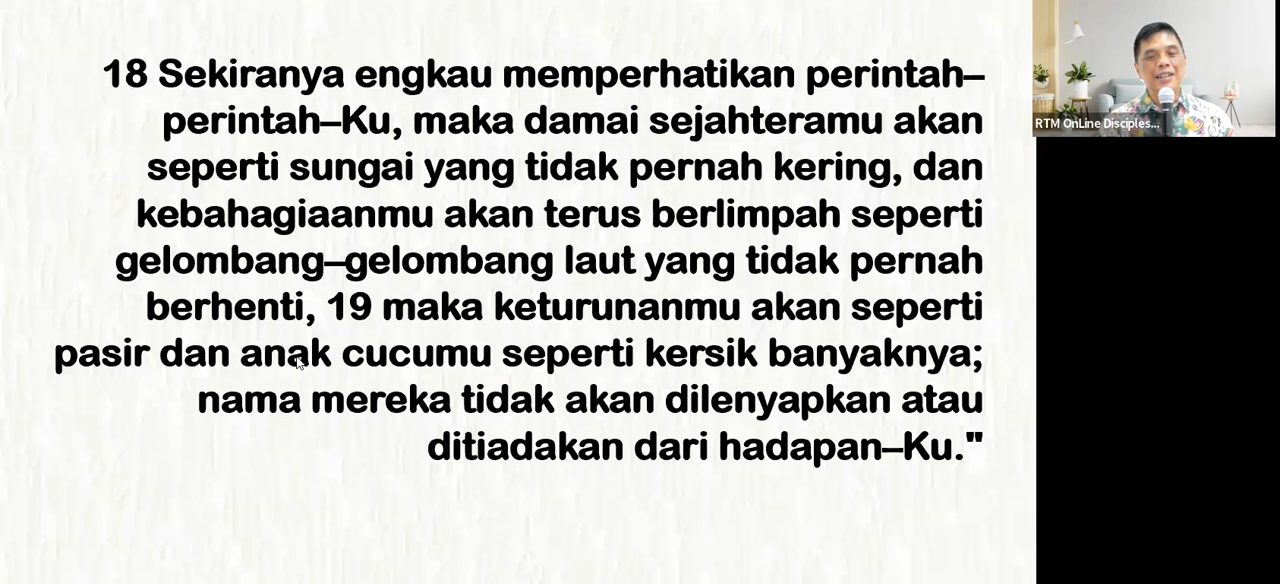 18 Sekiranya engkau memperhatikan perintah–
perintah–Ku, maka damai sejahteramu akan
seperti sungai yang tidak pernah kering, dan
kebahagiaanmu akan terus berlimpah seperti
gelombang–gelombang laut yang tidak pernah
berhenti, 19 maka keturunanmu akan seperti
pasir dan anak cucumu seperti kersik banyaknya;
nama mereka tidak akan dilenyapkan atau
ditiadakan dari hadapan–Ku."
RTM OnLine Disciples...